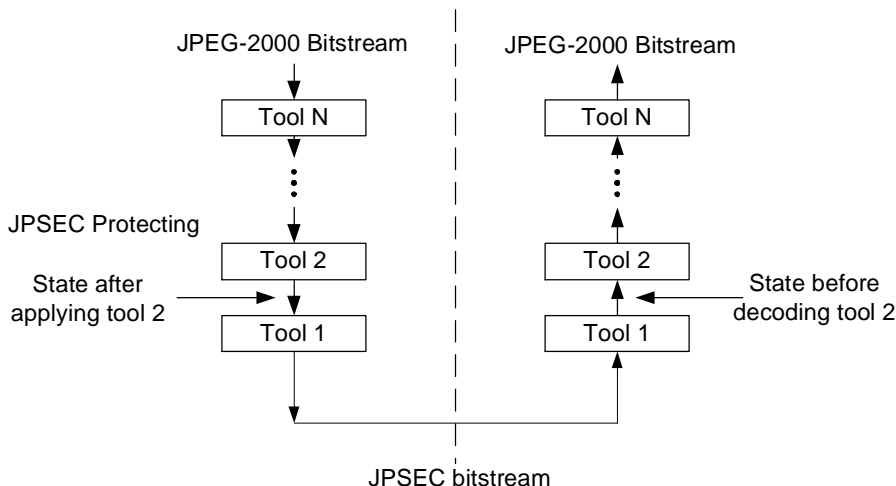 JPEG-2000 Bitstream
JPEG-2000 Bitstream
Tool N
Tool N
JPSEC Protecting
Tool 2
Tool 2
State after
applying tool 2
State before
decoding tool 2
Tool 1
Tool 1
JPSEC bitstream